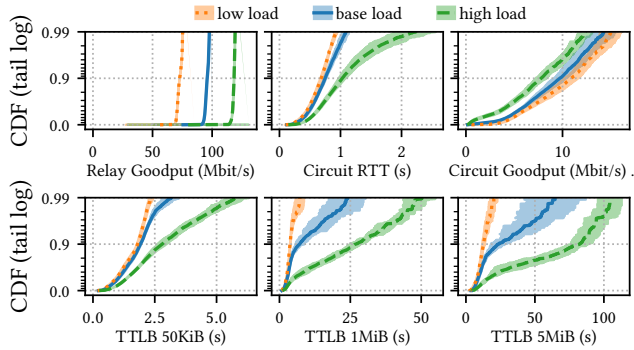 low load base load high load
CDF (tail log)
0.99
0.9
0.0
0 50 100
Relay Goodput (Mbit/s)
0 1 2
Circuit RTT (s)
0 10
Circuit Goodput (Mbit/s) .
CDF (tail log)
0.99
0.9
0.0
0.0 2.5 5.0
TTLB 50KiB (s)
0 25 50
TTLB 1MiB (s)
0 50 100
TTLB 5MiB (s)